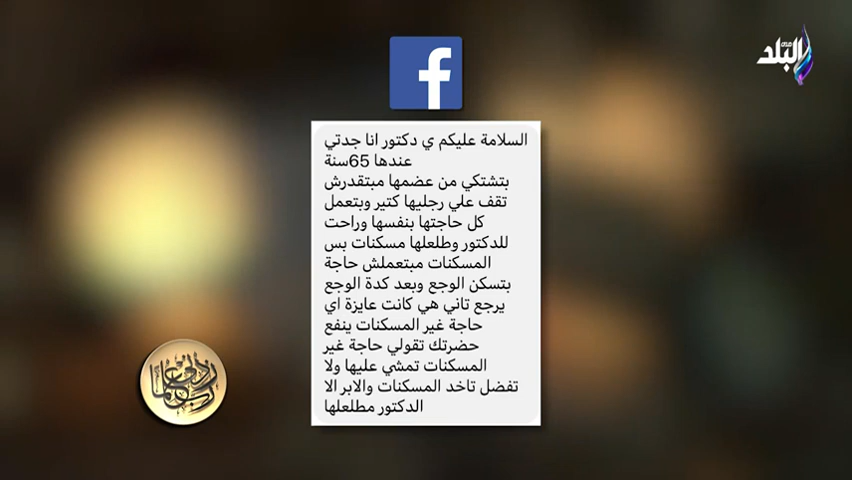 صدى
البلد
السلامة عليكم ي دكتور انا جدتي
عندها 65سنة
بتشتكي من عضمها مبتقدرش
تقف علي رجليها كتير وبتعمل
كل حاجتها بنفسها وراحت
للدكتور وطلعلها مسكنات بس
المسكنات مبتعملش حاجة
بتسكن الوجع وبعد كدة الوجع
يرجع تاني هي كانت عايزة اي
حاجة غير المسكنات ينفع
حضرتك تقولي حاجة غير
المسكنات تمشي عليها ولا
تفضل تاخد المسكنات والابر الا
الدكتور مطلعلها